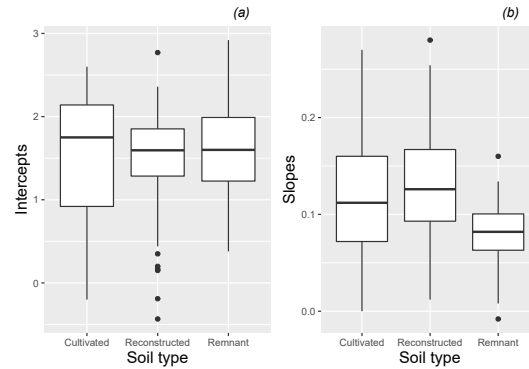 (a)
3
2
1
0
Intercepts
Cultivated Reconstructed Remnant
Soil type
(b)
0.2
0.1
0.0
Slopes
Cultivated Reconstructed Remnant
Soil type